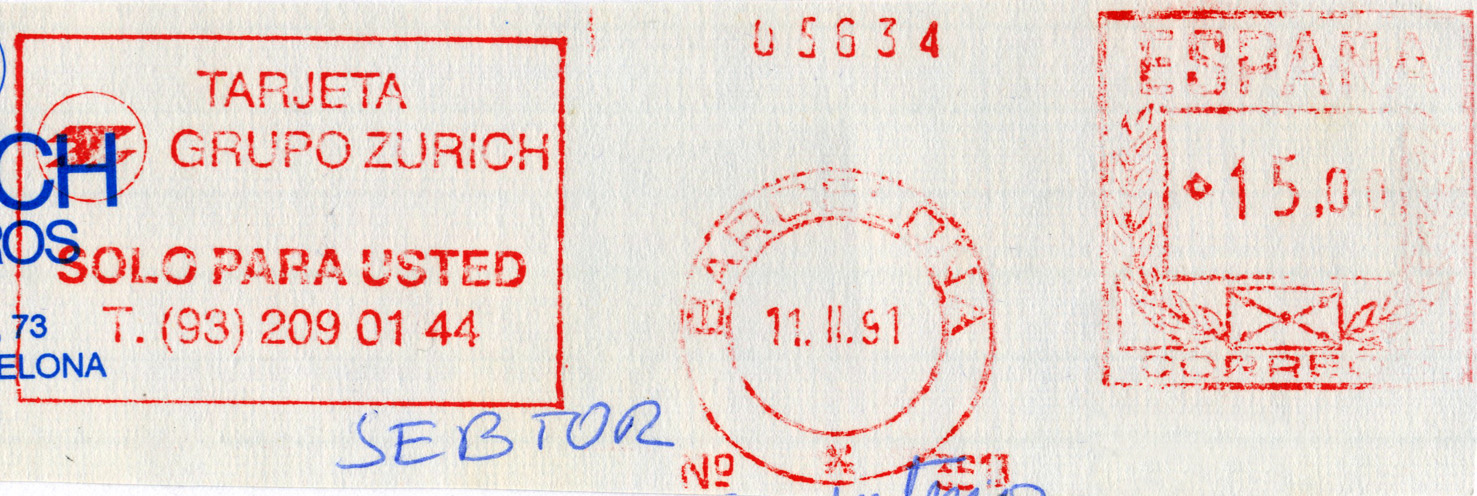 05634
ESPAÑA
TARJETA
GRUPO ZURICH
CH
OS
SOLO PARA USTED
15,00
BARCELONA
11.II.91
73
T. (93) 209 01 44
ELONA
CORREO
SEBTOR
Nº